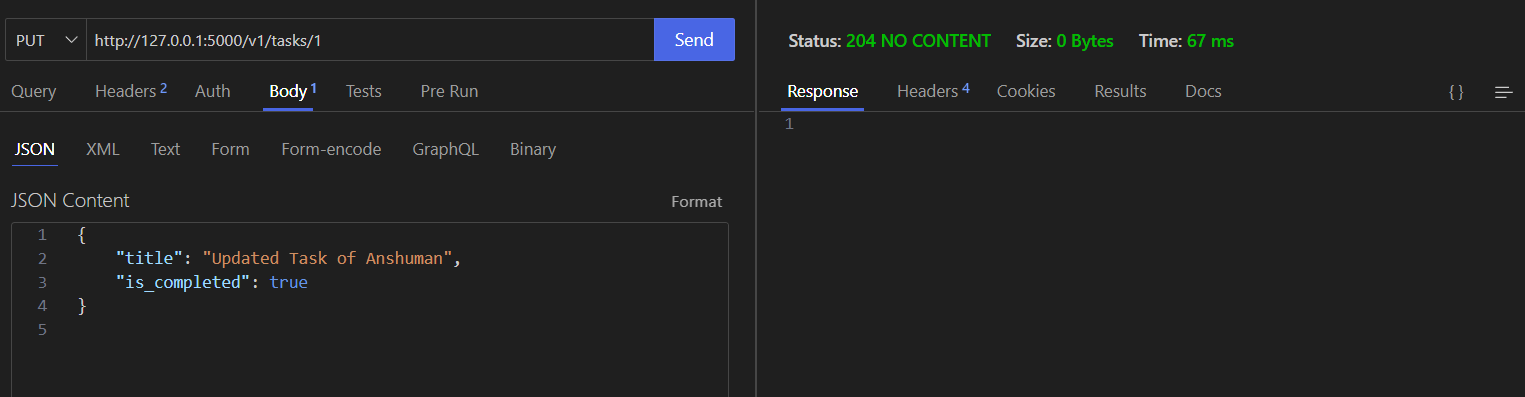 PUT http://127.0.0.1:5000/v1/tasks/1 Send
Query Headers 2 Auth Body 1 Tests Pre Run
JSON XML Text Form Form-encode GraphQL Binary
JSON Content Format
1 {
2 "title": "Updated Task of Anshuman",
3 "is_completed": true
4 }
5
Status: 204 NO CONTENT Size: 0 Bytes Time: 67 ms
Response Headers 4 Cookies Results Docs { }
1